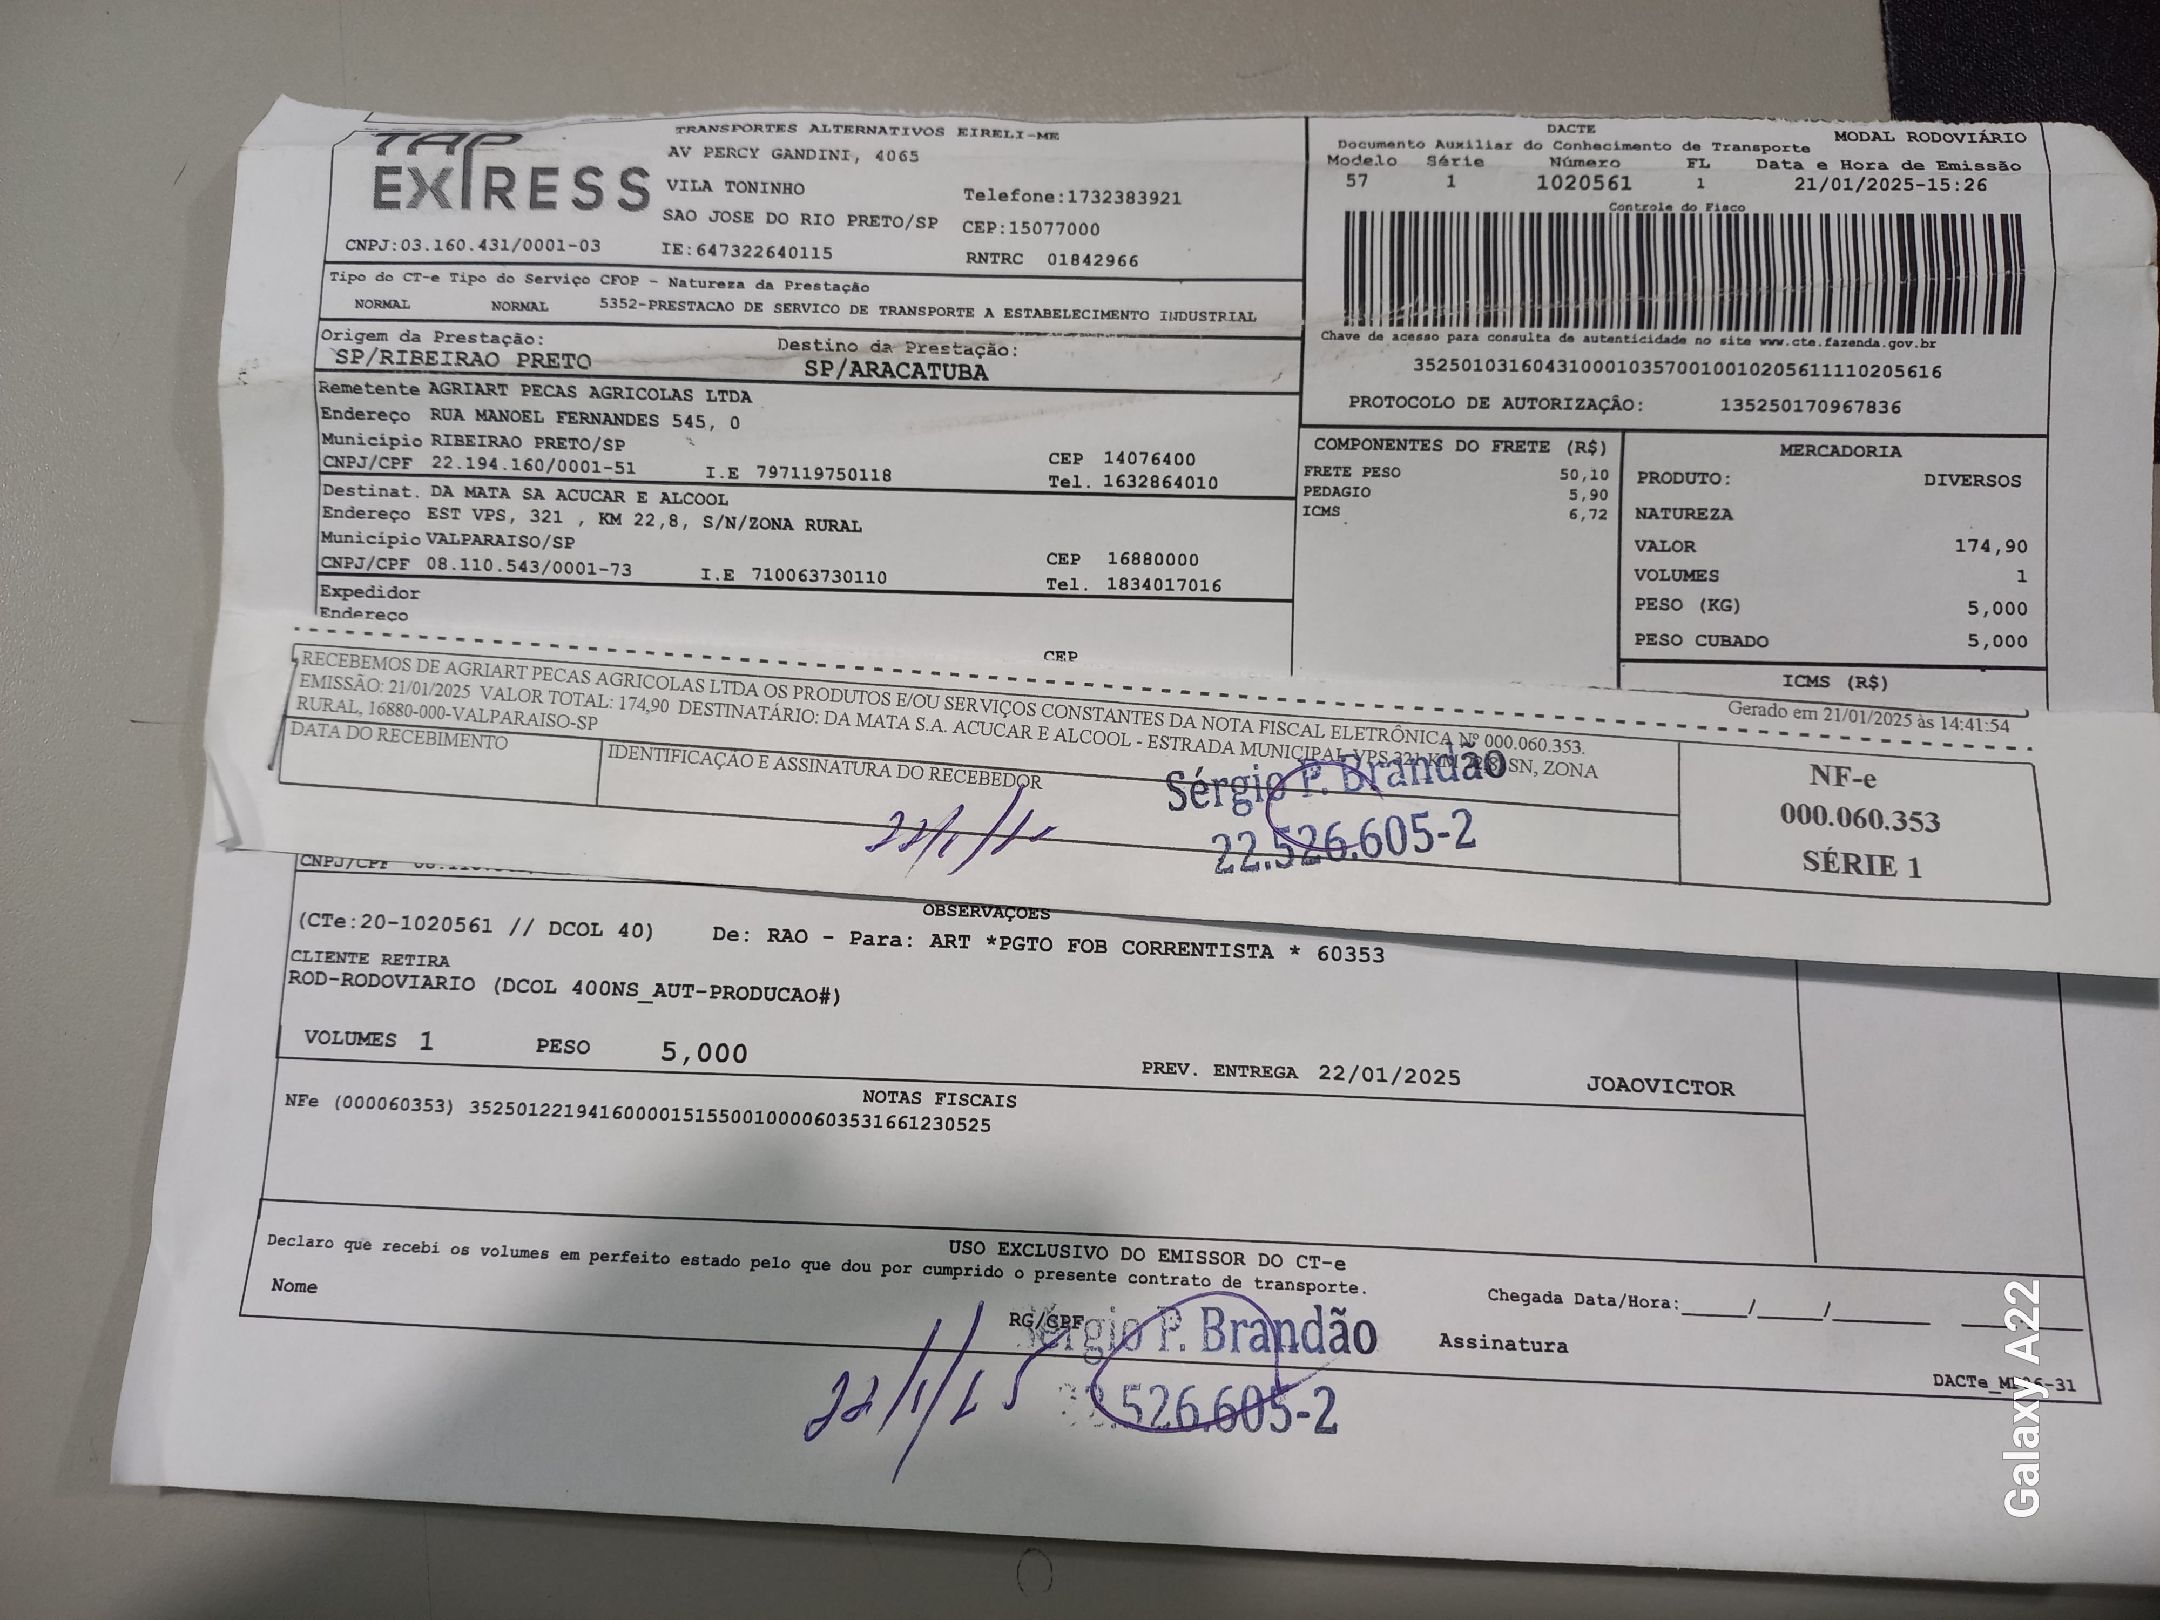 TAP EXPRESS
TRANSPORTES ALTERNATIVOS EIRELI-ME
AV PERCY GANDINI, 4065
VILA TONINHO
SAO JOSE DO RIO PRETO/SP
Telefone:1732383921
CEP:15077000
CNPJ:03.160.431/0001-03 IE:647322640115 RNTRC 01842966
DACTE MODAL RODOVIÁRIO
Documento Auxiliar do Conhecimento de Transporte
Modelo Série Número FL Data e Hora de Emissão
57 1 1020561 1 21/01/2025-15:26
Controle do Fisco
Chave de acesso para consulta de autenticidade no site www.cte.fazenda.gov.br
35250103160431000103570010010205611110205616
PROTOCOLO DE AUTORIZAÇÃO: 135250170967836
Tipo do CT-e Tipo do Serviço CFOP - Natureza da Prestação
NORMAL NORMAL 5352-PRESTACAO DE SERVICO DE TRANSPORTE A ESTABELECIMENTO INDUSTRIAL
Origem da Prestação: Destino da Prestação:
SP/RIBEIRAO PRETO SP/ARACATUBA
Remetente AGRIART PECAS AGRICOLAS LTDA
Endereço RUA MANOEL FERNANDES 545, 0
Município RIBEIRAO PRETO/SP CEP 14076400
CNPJ/CPF 22.194.160/0001-51 I.E 797119750118 Tel. 1632864010
Destinat. DA MATA SA ACUCAR E ALCOOL
Endereço EST VPS, 321 , KM 22,8, S/N/ZONA RURAL
Município VALPARAISO/SP CEP 16880000
CNPJ/CPF 08.110.543/0001-73 I.E 710063730110 Tel. 1834017016
Expedidor
Endereço
CEP
COMPONENTES DO FRETE (R$)
FRETE PESO 50,10
PEDAGIO 5,90
ICMS 6,72
MERCADORIA
PRODUTO: DIVERSOS
NATUREZA
VALOR 174,90
VOLUMES 1
PESO (KG) 5,000
PESO CUBADO 5,000
ICMS (R$)
Gerado em 21/01/2025 às 14:41:54
RECEBEMOS DE AGRIART PECAS AGRICOLAS LTDA OS PRODUTOS E/OU SERVIÇOS CONSTANTES DA NOTA FISCAL ELETRÔNICA Nº 000.060.353.
EMISSÃO: 21/01/2025 VALOR TOTAL: 174,90 DESTINATÁRIO: DA MATA S.A. ACUCAR E ALCOOL - ESTRADA MUNICIPAL VPS 321 KM SN, ZONA
RURAL, 16880-000-VALPARAISO-SP
DATA DO RECEBIMENTO
IDENTIFICAÇÃO E ASSINATURA DO RECEBEDOR
Sérgio P. Brandão
22.526.605-2
NF-e
000.060.353
SÉRIE 1
CNPJ/CPF
OBSERVAÇOES
(CTe:20-1020561 // DCOL 40) De: RAO - Para: ART *PGTO FOB CORRENTISTA * 60353
CLIENTE RETIRA
ROD-RODOVIARIO (DCOL 400NS_AUT-PRODUCAO#)
VOLUMES 1 PESO 5,000 PREV. ENTREGA 22/01/2025 JOAOVICTOR
NOTAS FISCAIS
NFe (000060353) 35250122194160000151550010000603531661230525
USO EXCLUSIVO DO EMISSOR DO CT-e
Declaro que recebi os volumes em perfeito estado pelo que dou por cumprido o presente contrato de transporte.
Nome RG/CPF Assinatura Chegada Data/Hora:_____/_____/_______
Sérgio P. Brandão
22.526.605-2
22/1/25
Galaxy A22